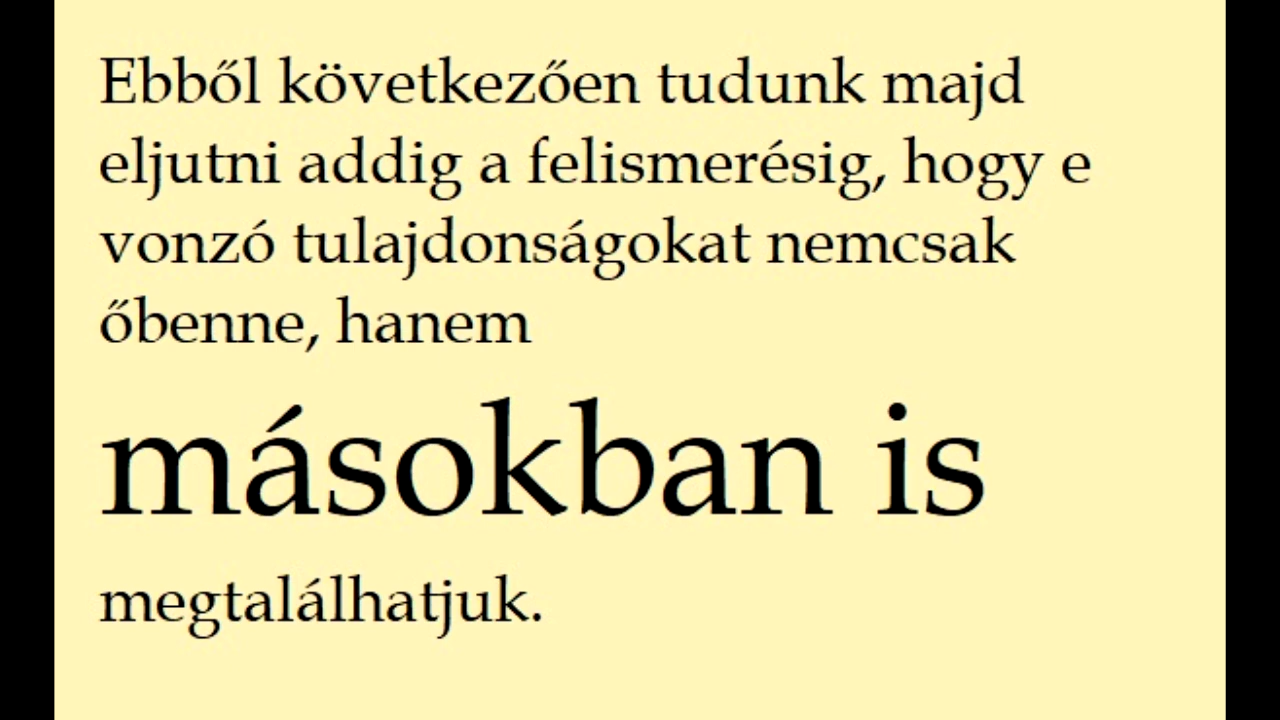 Ebből következően tudunk majd
eljutni addig a felismerésig, hogy e
vonzó tulajdonságokat nemcsak
őbenne, hanem
másokban is
megtalálhatjuk.